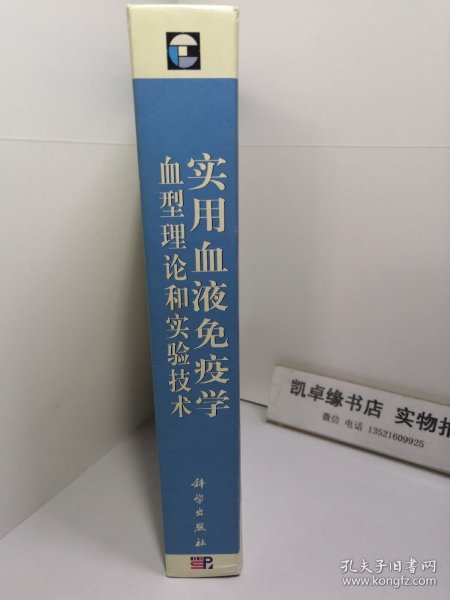 实用血液免疫学
血型理论和实验技术
科学出版社
凯卓缘书店 实物拍
微信 电话 13521609925
孔夫子旧书网
www.kongfz.com